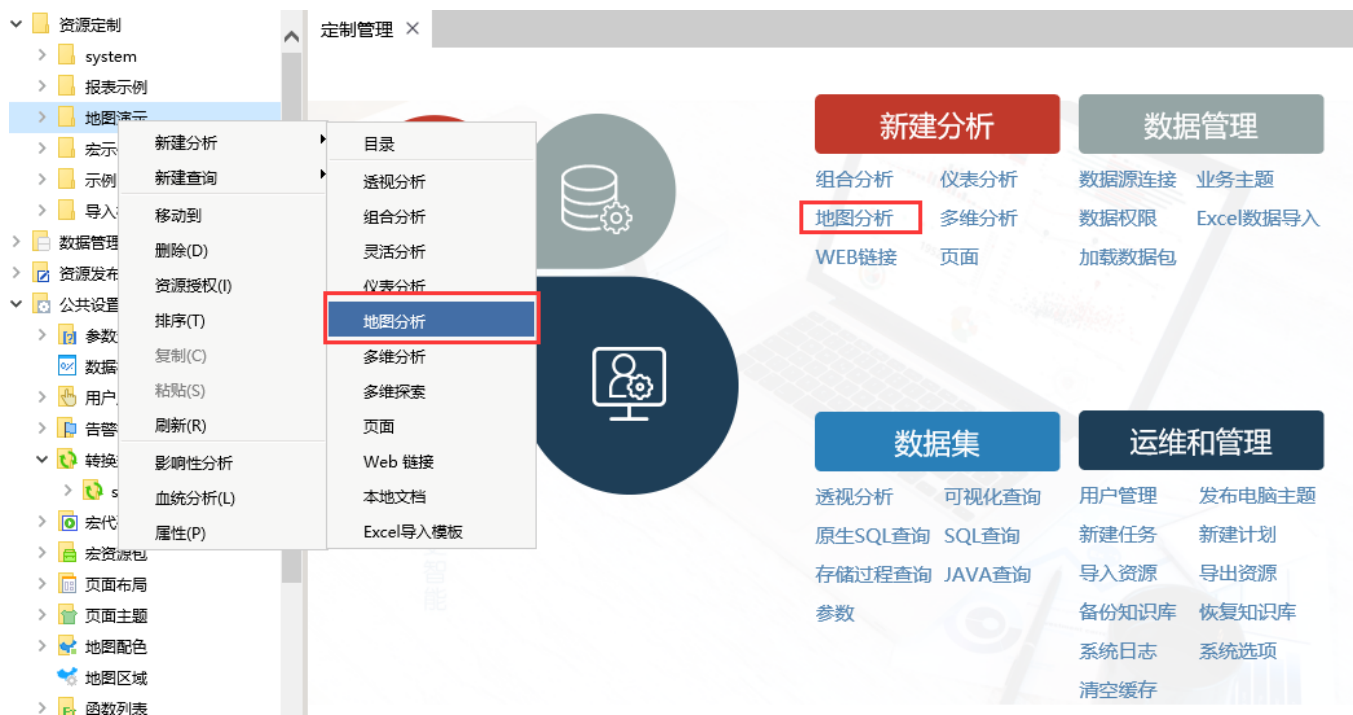 资源定制
system
报表示例
地图演示
宏示
示例
导入
数据管理
资源发布
公共设置
参数
数据
用户
告警
转换
s
宏代
宏资源包
页面布局
页面主题
地图配色
地图区域
函数列表
新建分析
新建查询
移动到
删除(D)
资源授权(I)
排序(T)
复制(C)
粘贴(S)
刷新(R)
影响性分析
血统分析(L)
属性(P)
目录
透视分析
组合分析
灵活分析
仪表分析
地图分析
多维分析
多维探索
页面
Web 链接
本地文档
Excel导入模板
定制管理
智能
新建分析
组合分析 仪表分析
地图分析 多维分析
WEB链接 页面
数据管理
数据源连接 业务主题
数据权限 Excel数据导入
加载数据包
数据集
透视分析 可视化查询
原生SQL查询 SQL查询
存储过程查询 JAVA查询
参数
运维和管理
用户管理 发布电脑主题
新建任务 新建计划
导入资源 导出资源
备份知识库 恢复知识库
系统日志 系统选项
清空缓存